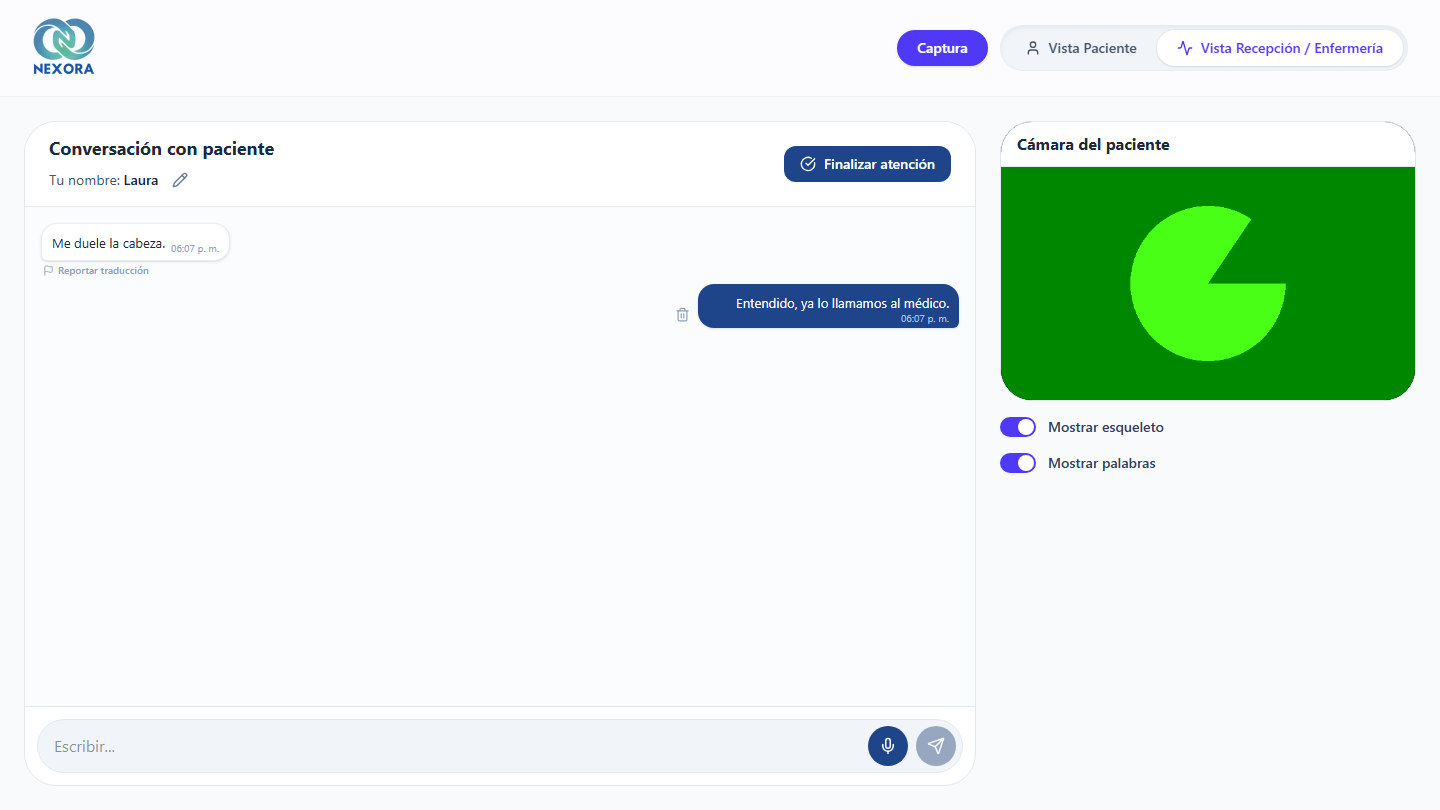 NEXORA
Captura
Vista Paciente
Vista Recepción / Enfermería
Conversación con paciente
Tu nombre: Laura
Finalizar atención
Me duele la cabeza. 06:07 p. m.
Reportar traducción
Entendido, ya lo llamamos al médico.
06:07 p. m.
Escribir...
Cámara del paciente
Mostrar esqueleto
Mostrar palabras